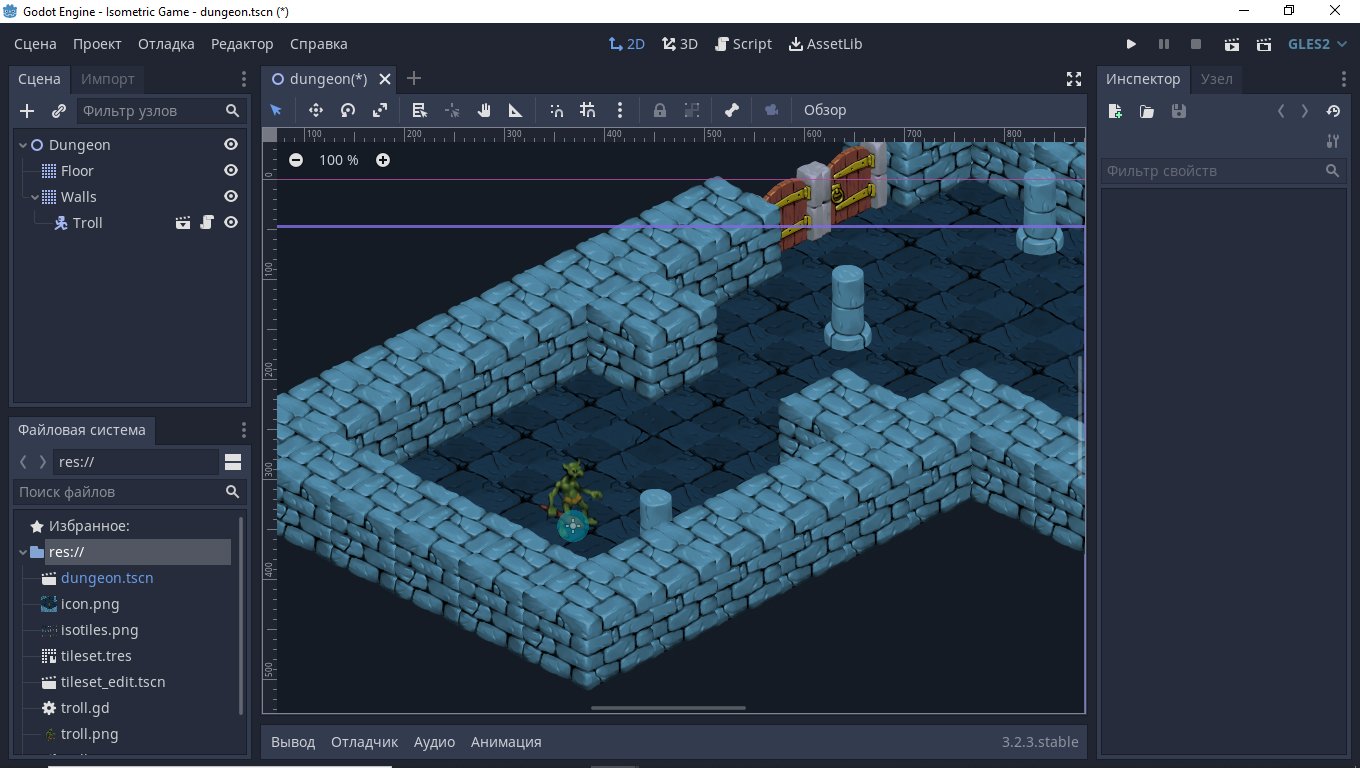 Godot Engine - Isometric Game - dungeon.tscn (*)
Сцена Проект Отладка Редактор Справка 2D 3D Script AssetLib GLES2
Сцена Импорт dungeon(*) Инспектор Узел
Фильтр узлов Обзор
100 200 300 400 500 600 700 800
Dungeon 100 %
Floor Фильтр свойств
Walls
Troll
0
100
200
300
400
500
Файловая система
res://
Поиск файлов
Избранное:
res://
dungeon.tscn
icon.png
isotiles.png
tileset.tres
tileset_edit.tscn
troll.gd
troll.png
Вывод Отладчик Аудио Анимация 3.2.3.stable